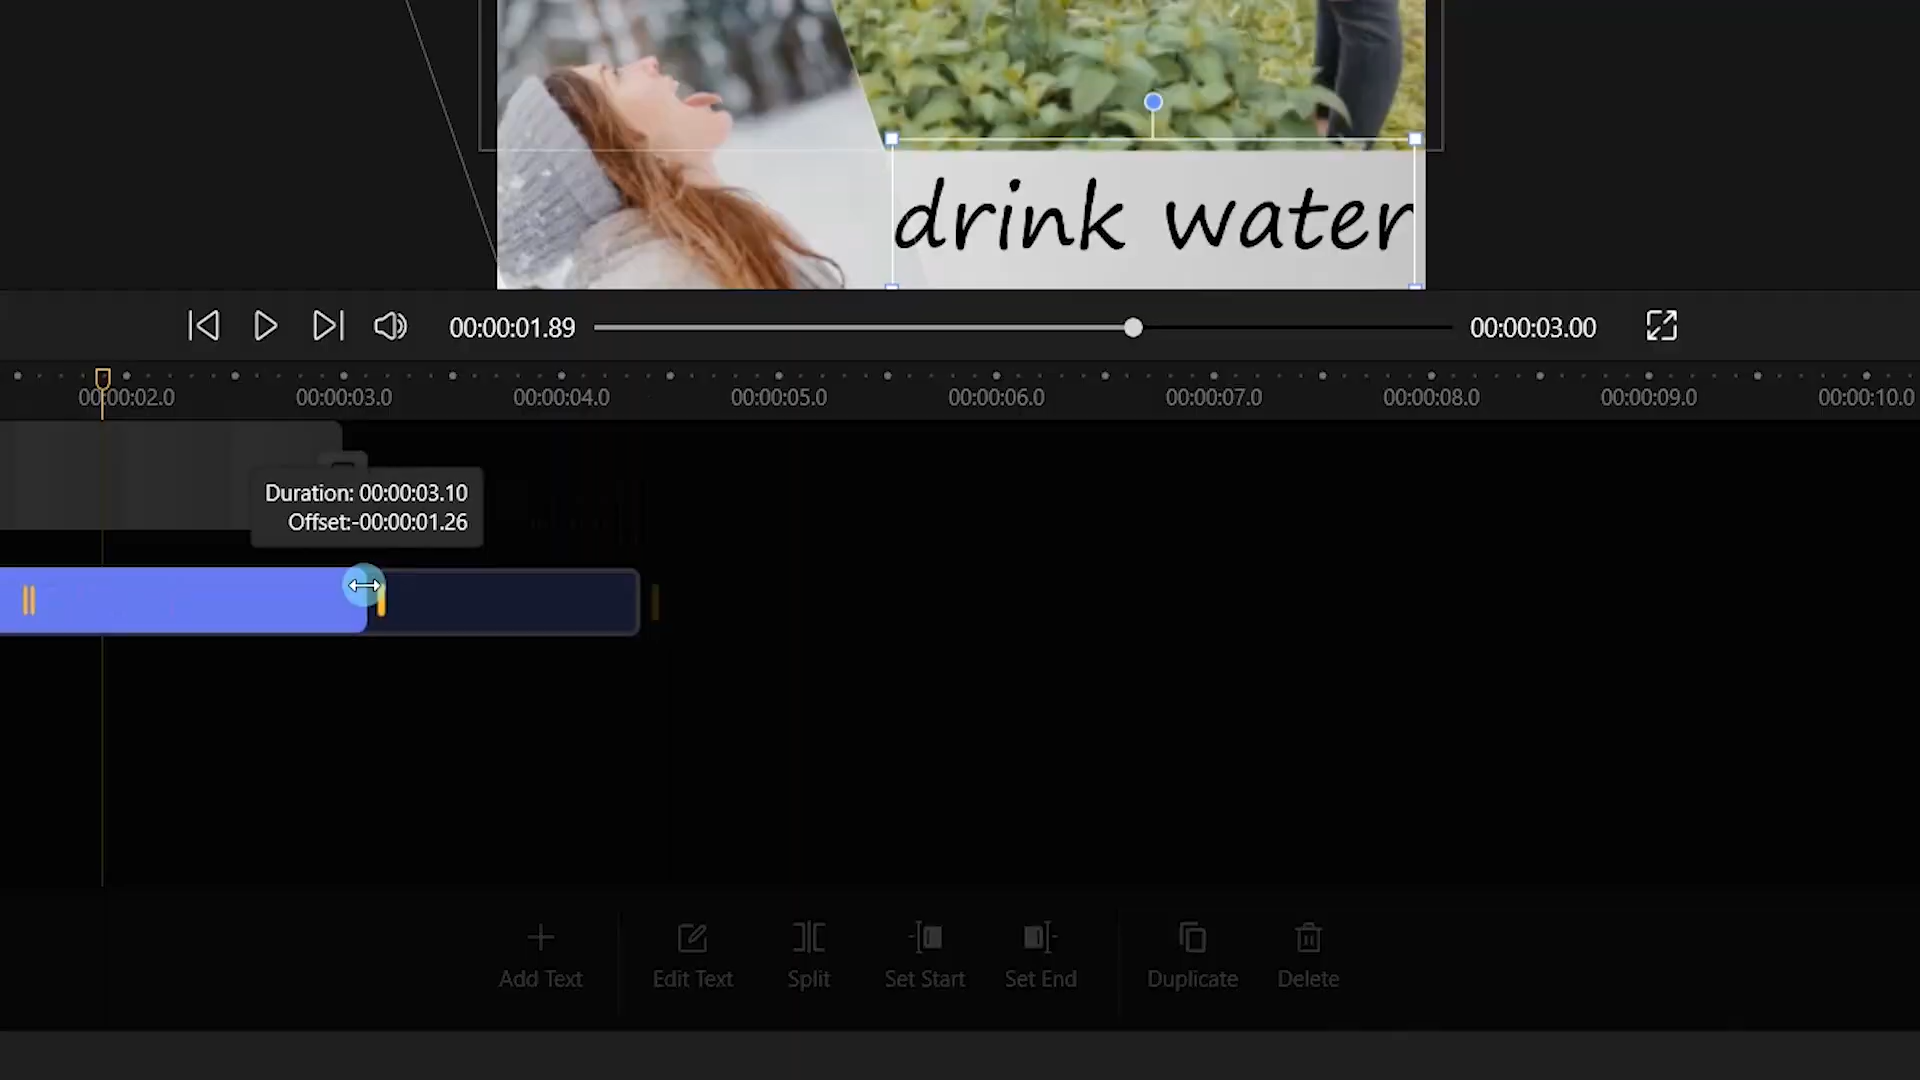 drink water
00:00:01.89
00:00:03.00
00:00:02.0 00:00:03.0 00:00:04.0 00:00:05.0 00:00:06.0 00:00:07.0 00:00:08.0 00:00:09.0 00:00:10.0
Duration: 00:00:03.10
Offset:-00:00:01.26
Add Text Edit Text Split Set Start Set End Duplicate Delete